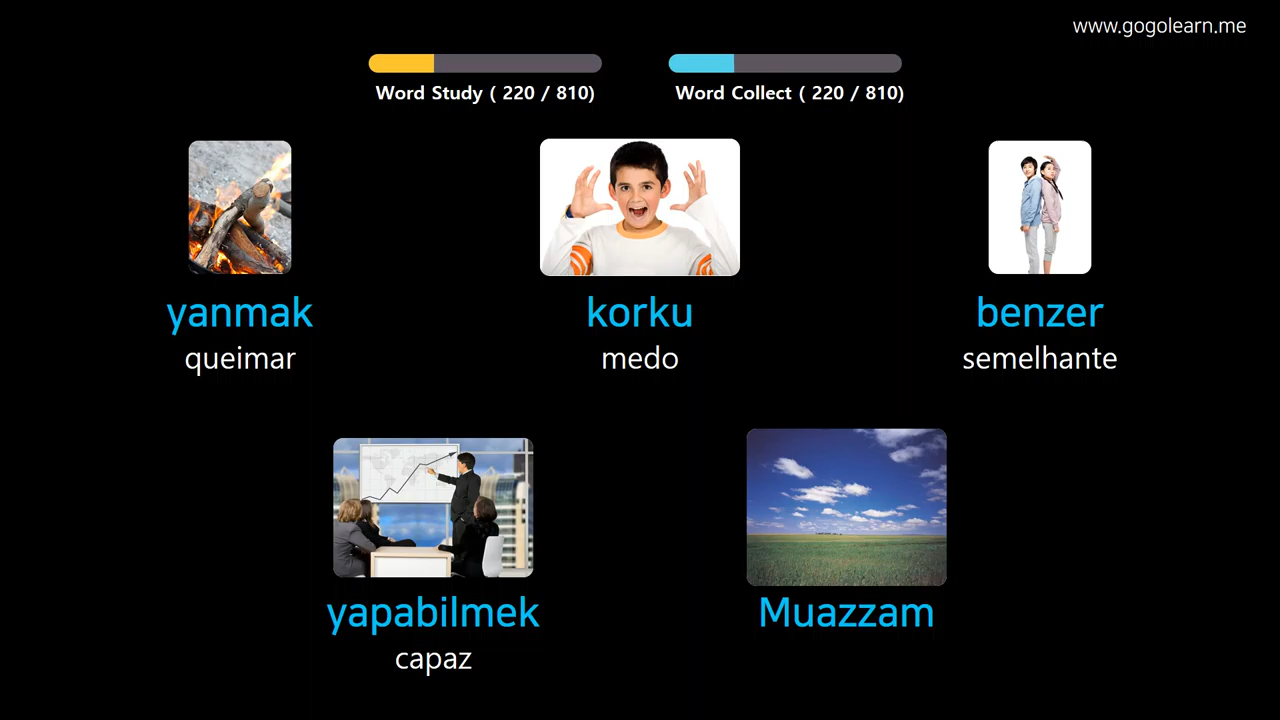 www.gogolearn.me
Word Study ( 220 / 810)
Word Collect ( 220 / 810)
yanmak
queimar
korku
medo
benzer
semelhante
yapabilmek
capaz
Muazzam